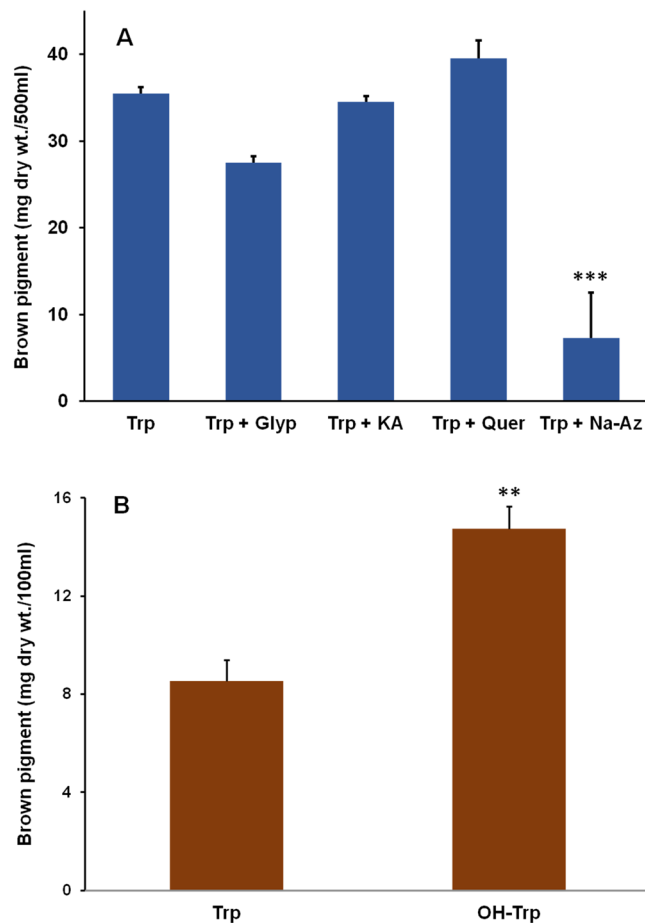 A
Brown pigment (mg dry wt./500ml)
40
30
20
10
0
***
Trp
Trp + Glyp
Trp + KA
Trp + Quer
Trp + Na-Az
B
Brown pigment (mg dry wt./100ml)
16
12
8
4
0
**
Trp
OH-Trp